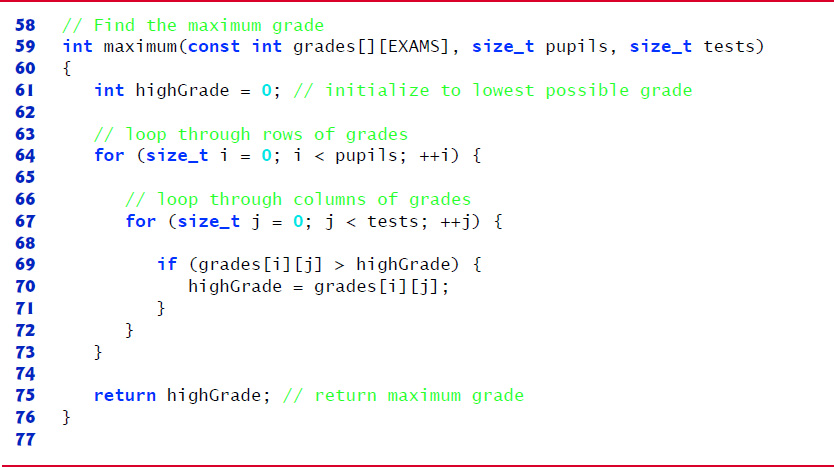 58 // Find the maximum grade
59 int maximum(const int grades[][EXAMS], size_t pupils, size_t tests)
60 {
61 int highGrade = 0; // initialize to lowest possible grade
62
63 // loop through rows of grades
64 for (size_t i = 0; i < pupils; ++i) {
65
66 // loop through columns of grades
67 for (size_t j = 0; j < tests; ++j) {
68
69 if (grades[i][j] > highGrade) {
70 highGrade = grades[i][j];
71 }
72 }
73 }
74
75 return highGrade; // return maximum grade
76 }
77